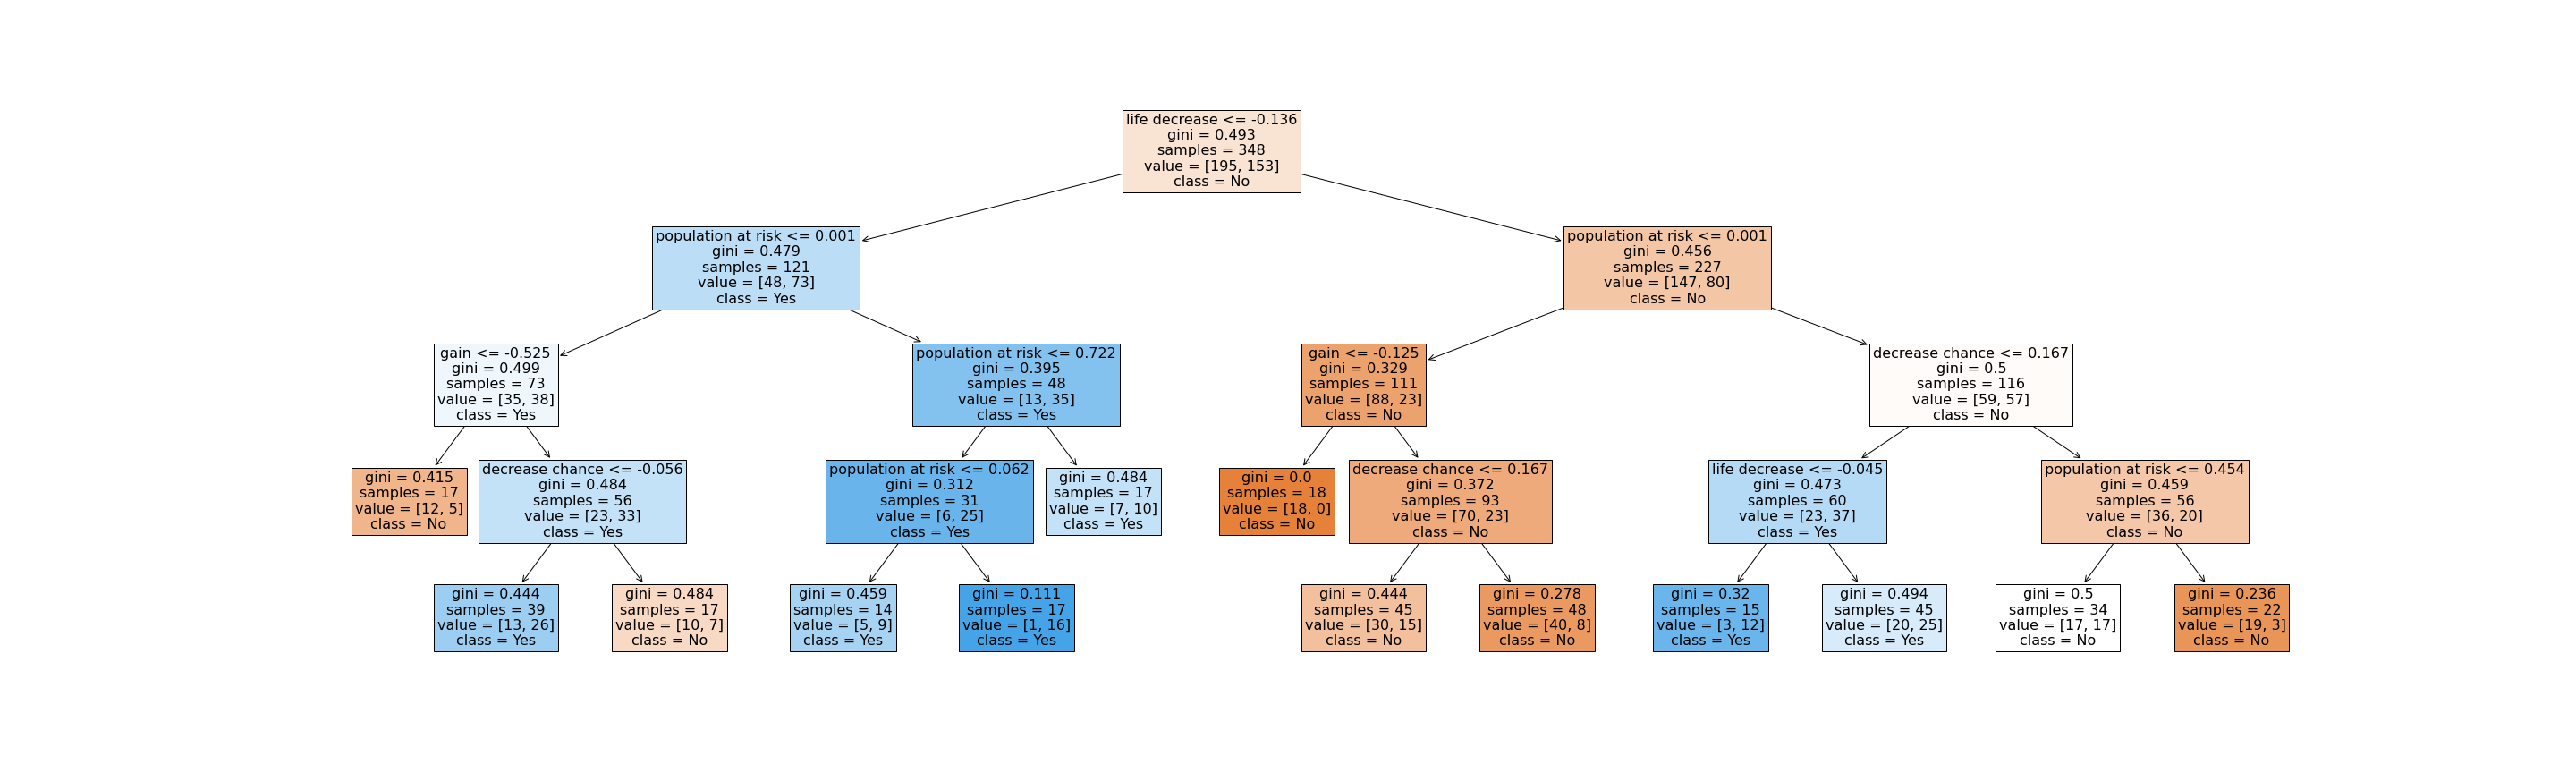 life decrease <= -0.136
gini = 0.493
samples = 348
value = [195, 153]
class = No
population at risk <= 0.001
gini = 0.479
samples = 121
value = [48, 73]
class = Yes
population at risk <= 0.001
gini = 0.456
samples = 227
value = [147, 80]
class = No
gain <= -0.525
gini = 0.499
samples = 73
value = [35, 38]
class = Yes
population at risk <= 0.722
gini = 0.395
samples = 48
value = [13, 35]
class = Yes
gain <= -0.125
gini = 0.329
samples = 111
value = [88, 23]
class = No
decrease chance <= 0.167
gini = 0.5
samples = 116
value = [59, 57]
class = No
gini = 0.415
samples = 17
value = [12, 5]
class = No
decrease chance <= -0.056
gini = 0.484
samples = 56
value = [23, 33]
class = Yes
population at risk <= 0.062
gini = 0.312
samples = 31
value = [6, 25]
class = Yes
gini = 0.484
samples = 17
value = [7, 10]
class = Yes
gini = 0.0
samples = 18
value = [18, 0]
class = No
decrease chance <= 0.167
gini = 0.372
samples = 93
value = [70, 23]
class = No
life decrease <= -0.045
gini = 0.473
samples = 60
value = [23, 37]
class = Yes
population at risk <= 0.454
gini = 0.459
samples = 56
value = [36, 20]
class = No
gini = 0.444
samples = 39
value = [13, 26]
class = Yes
gini = 0.484
samples = 17
value = [10, 7]
class = No
gini = 0.459
samples = 14
value = [5, 9]
class = Yes
gini = 0.111
samples = 17
value = [1, 16]
class = Yes
gini = 0.444
samples = 45
value = [30, 15]
class = No
gini = 0.278
samples = 48
value = [40, 8]
class = No
gini = 0.32
samples = 15
value = [3, 12]
class = Yes
gini = 0.494
samples = 45
value = [20, 25]
class = Yes
gini = 0.5
samples = 34
value = [17, 17]
class = No
gini = 0.236
samples = 22
value = [19, 3]
class = No